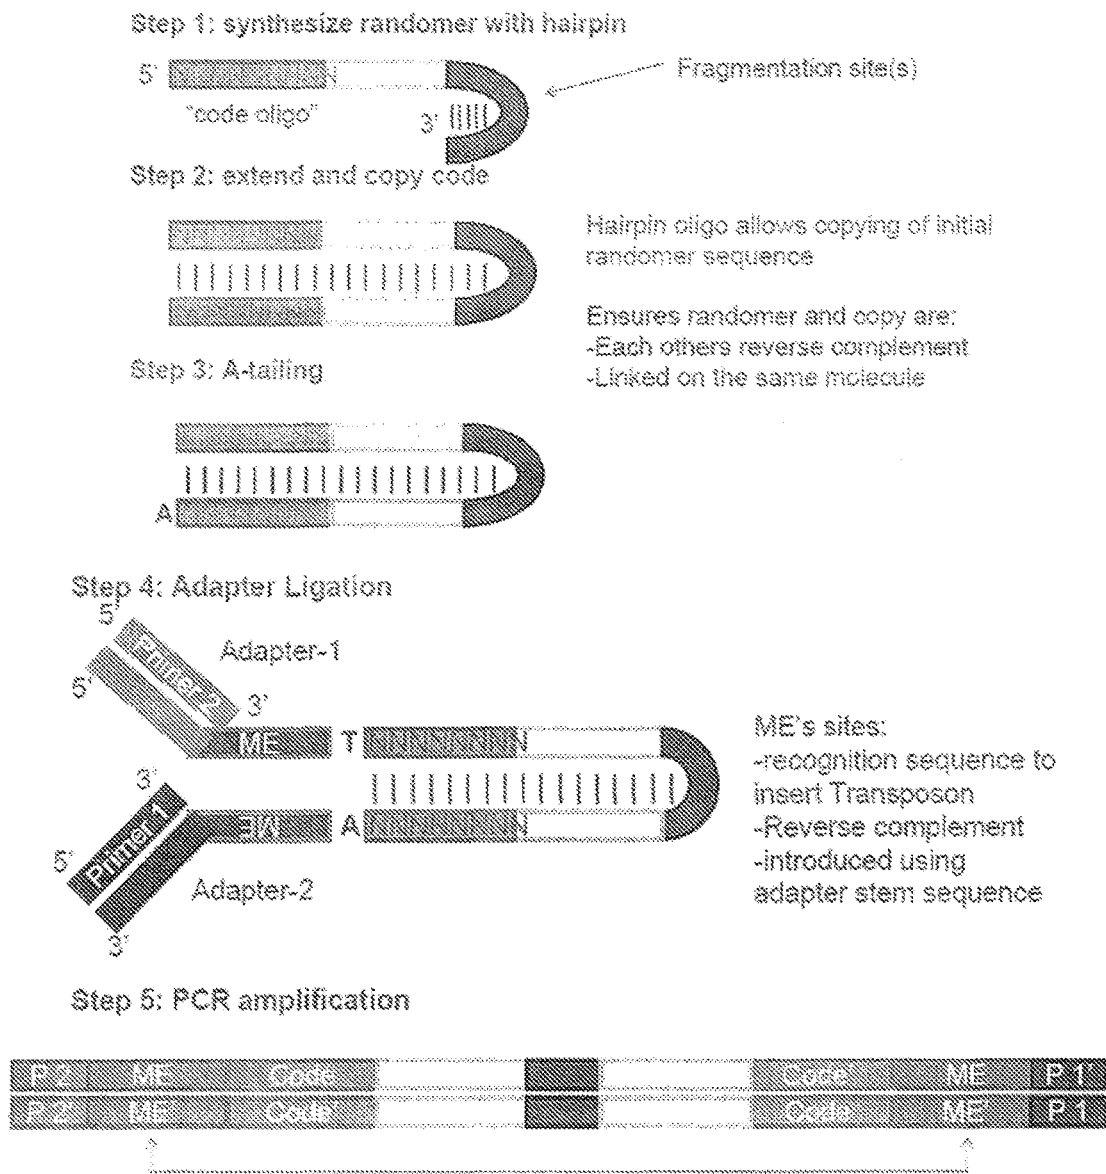 Step 1: synthesize randomer with hairpin
5'
Fragmentation site(s)
"code oligo"
3'
Step 2: extend and copy code
Hairpin oligo allows copying of initial
randomer sequence
Ensures randomer and copy are:
-Each others reverse complement
-Linked on the same molecule
Step 3: A-tailing
A
Step 4: Adapter Ligation
5'
Primer 2
Adapter-1
5'
3'
ME
T
ME's sites:
-recognition sequence to
insert Transposon
-Reverse complement
-introduced using
adapter stem sequence
3'
ME
A
Primer 1
5'
Adapter-2
3'
Step 5: PCR amplification
P 2 ME Code Code' ME P 1'
P 2' ME' Code' Code ME' P 1